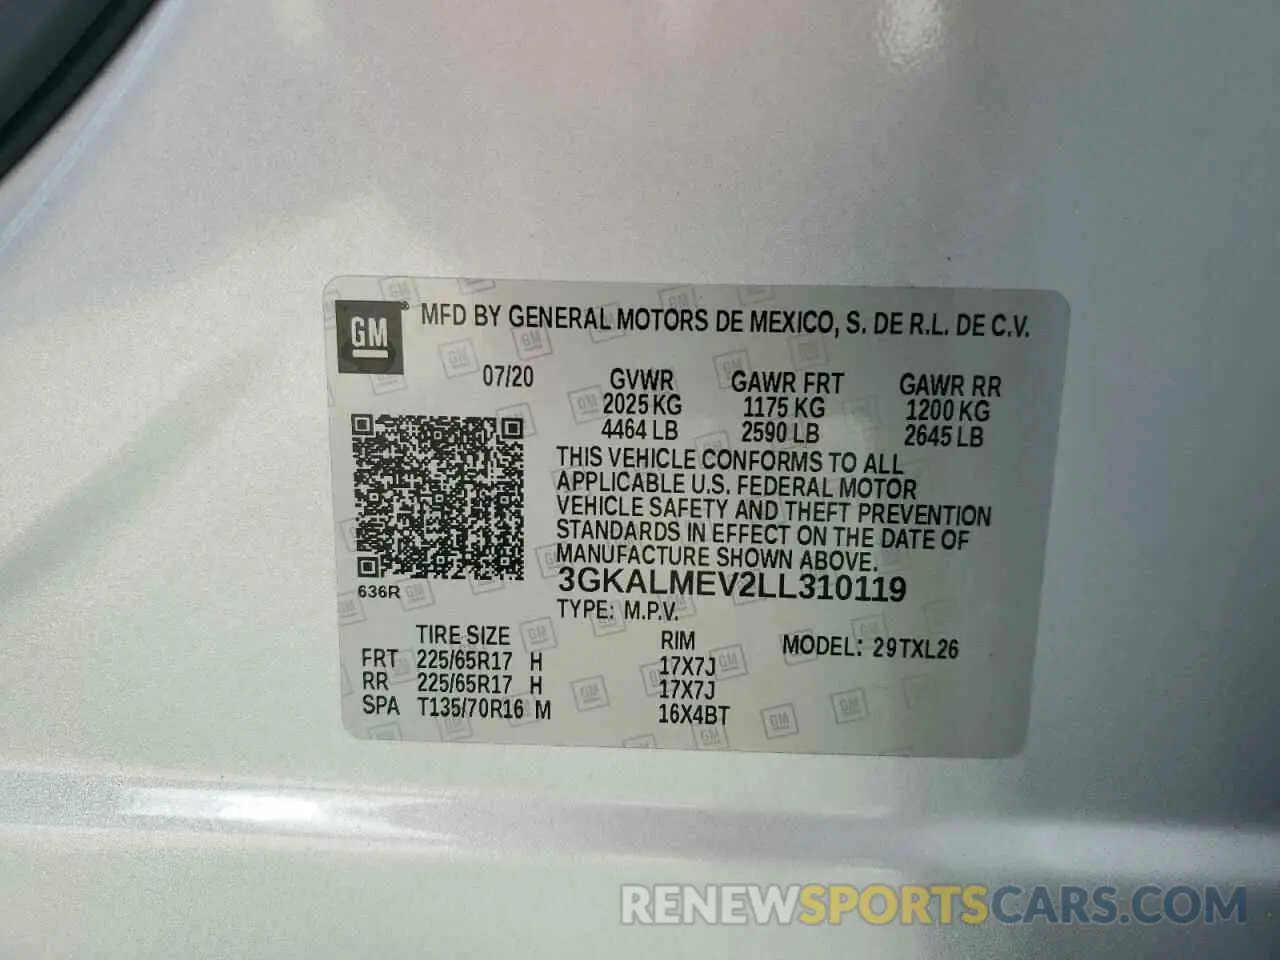 GM® MFD BY GENERAL MOTORS DE MEXICO, S. DE R.L. DE C.V.
07/20 GVWR GAWR FRT GAWR RR
2025 KG 1175 KG 1200 KG
4464 LB 2590 LB 2645 LB
THIS VEHICLE CONFORMS TO ALL
APPLICABLE U.S. FEDERAL MOTOR
VEHICLE SAFETY AND THEFT PREVENTION
STANDARDS IN EFFECT ON THE DATE OF
MANUFACTURE SHOWN ABOVE.
636R 3GKALMEV2LL310119
TYPE: M.P.V.
TIRE SIZE RIM MODEL: 29TXL26
FRT 225/65R17 H 17X7J
RR 225/65R17 H 17X7J
SPA T135/70R16 M 16X4BT
RENEWSPORTSCARS.COM